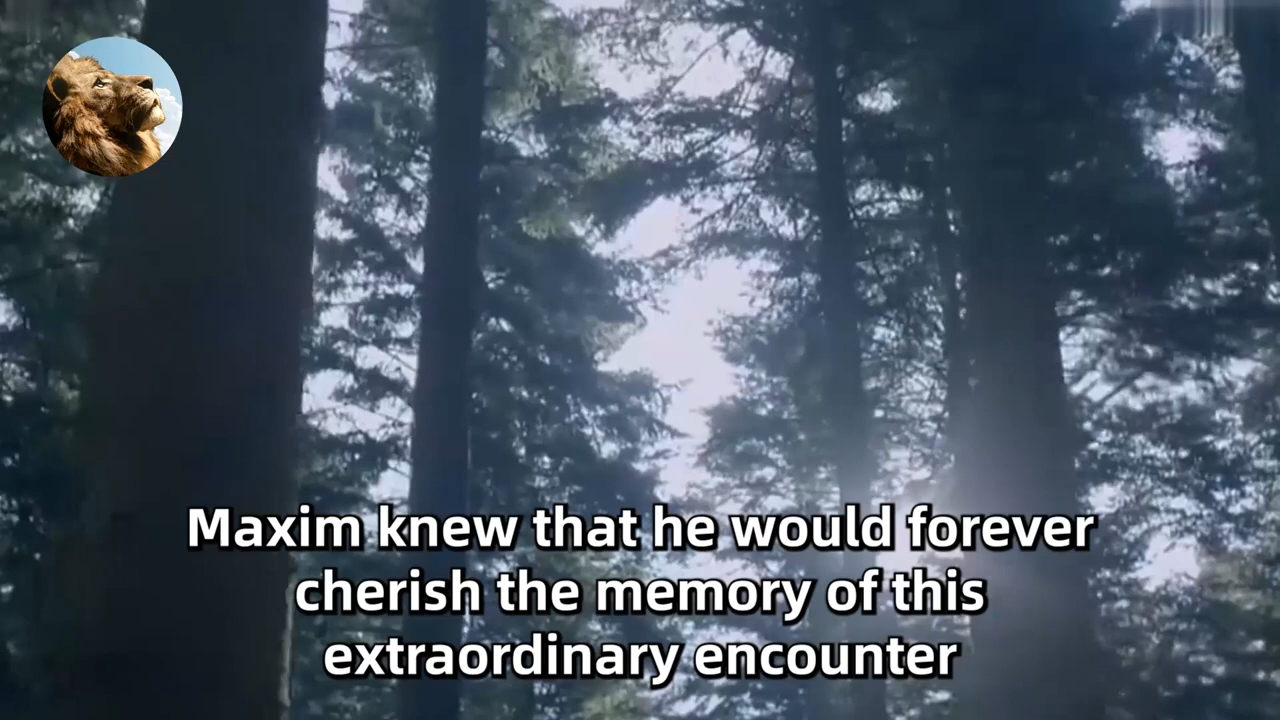 Maxim knew that he would forever
cherish the memory of this
extraordinary encounter